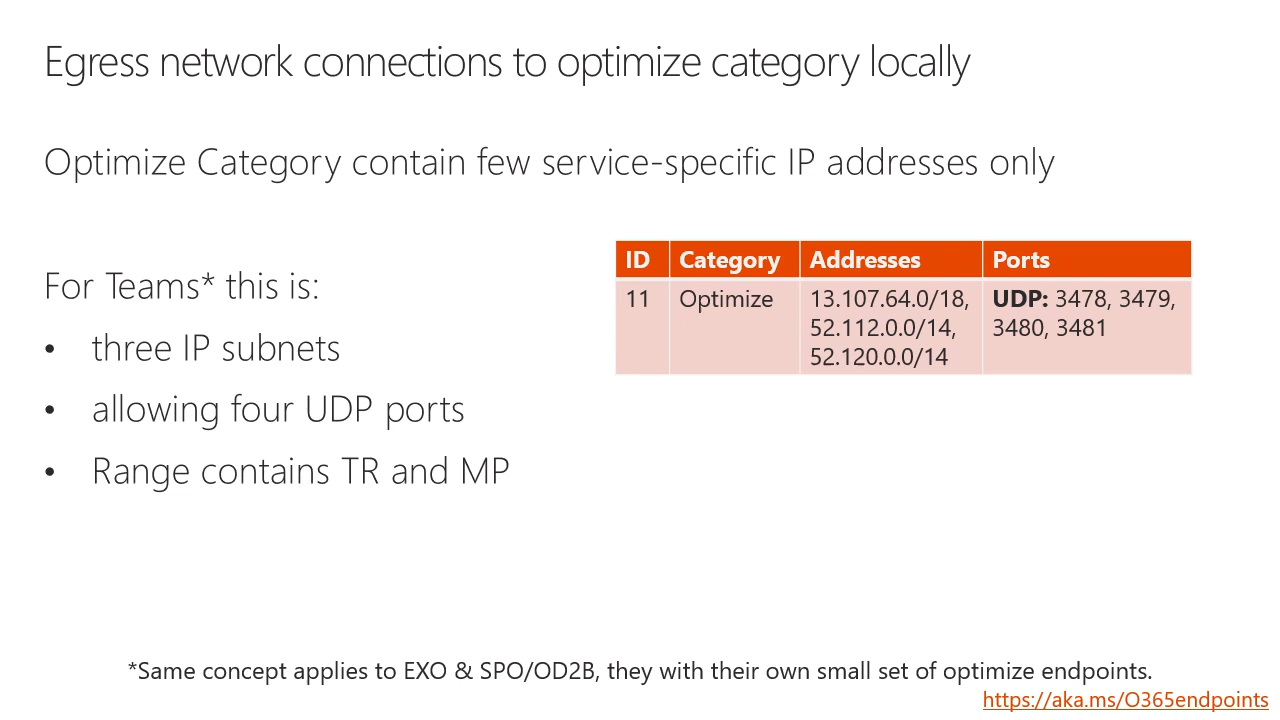 Egress network connections to optimize category locally
Optimize Category contain few service-specific IP addresses only
For Teams* this is:
• three IP subnets
• allowing four UDP ports
• Range contains TR and MP
ID Category Addresses Ports
11 Optimize 13.107.64.0/18, UDP: 3478, 3479,
52.112.0.0/14, 3480, 3481
52.120.0.0/14
*Same concept applies to EXO & SPO/OD2B, they with their own small set of optimize endpoints.
https://aka.ms/O365endpoints